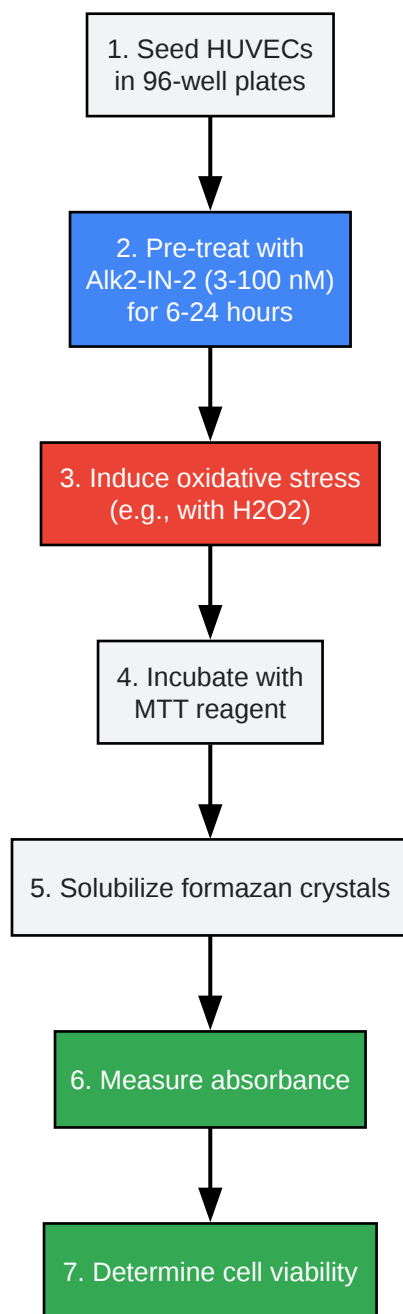 1. Seed HUVECs
in 96-well plates
2. Pre-treat with
Alk2-IN-2 (3-100 nM)
for 6-24 hours
3. Induce oxidative stress
(e.g., with H2O2)
4. Incubate with
MTT reagent
5. Solubilize formazan crystals
6. Measure absorbance
7. Determine cell viability